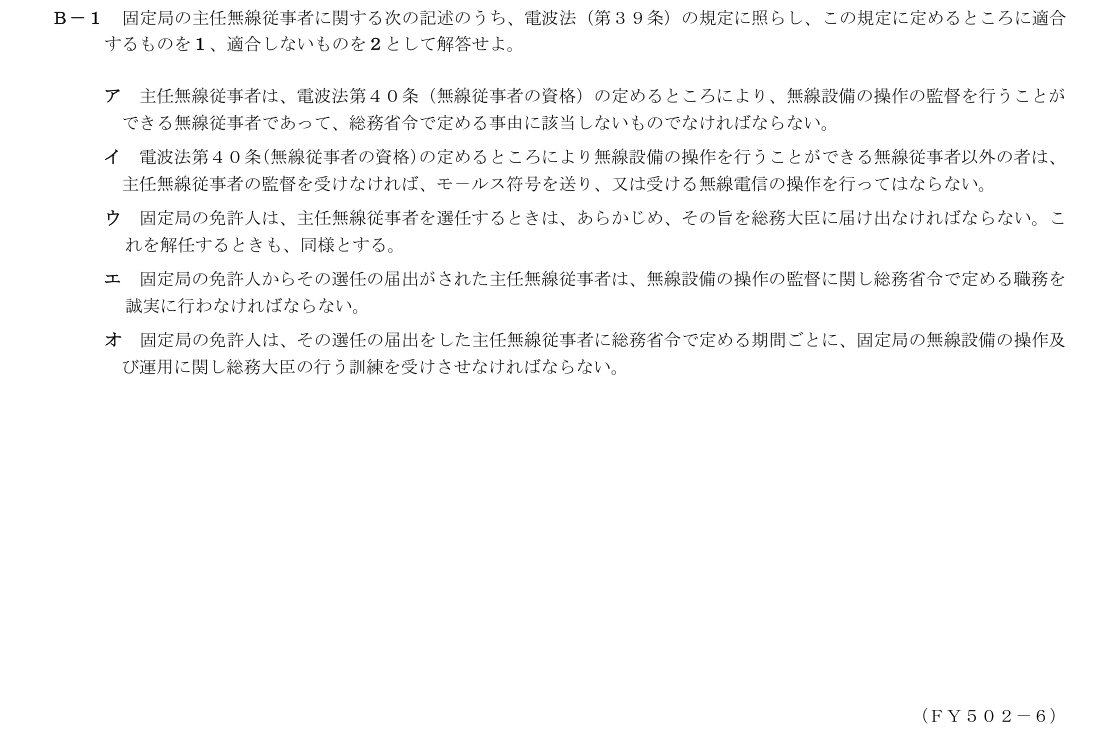 B-1 固定局の主任無線従事者に関する次の記述のうち、電波法（第３９条）の規定に照らし、この規定に定めるところに適合
するものを1、適合しないものを2として解答せよ。
ア 主任無線従事者は、電波法第４０条（無線従事者の資格）の定めるところにより、無線設備の操作の監督を行うことが
できる無線従事者であって、総務省令で定める事由に該当しないものでなければならない。
イ 電波法第４０条(無線従事者の資格)の定めるところにより無線設備の操作を行うことができる無線従事者以外の者は、
主任無線従事者の監督を受けなければ、モールス符号を送り、又は受ける無線電信の操作を行ってはならない。
ウ 固定局の免許人は、主任無線従事者を選任するときは、あらかじめ、その旨を総務大臣に届け出なければならない。こ
れを解任するときも、同様とする。
エ 固定局の免許人からその選任の届出がされた主任無線従事者は、無線設備の操作の監督に関し総務省令で定める職務を
誠実に行わなければならない。
オ 固定局の免許人は、その選任の届出をした主任無線従事者に総務省令で定める期間ごとに、固定局の無線設備の操作及
び運用に関し総務大臣の行う訓練を受けさせなければならない。
（ＦＹ５０２－６）